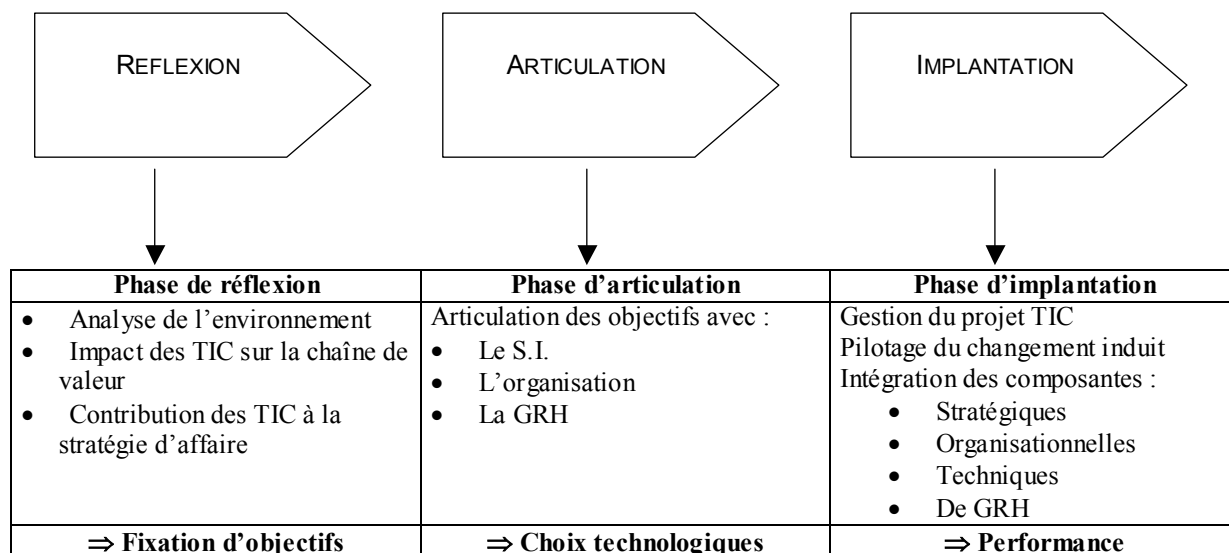 REFLEXION
ARTICULATION
IMPLANTATION
Phase de réflexion
• Analyse de l’environnement
• Impact des TIC sur la chaîne de
valeur
• Contribution des TIC à la
stratégie d’affaire
⇒ Fixation d’objectifs
Phase d’articulation
Articulation des objectifs avec :
• Le S.I.
• L’organisation
• La GRH
⇒ Choix technologiques
Phase d’implantation
Gestion du projet TIC
Pilotage du changement induit
Intégration des composantes :
• Stratégiques
• Organisationnelles
• Techniques
• De GRH
⇒ Performance